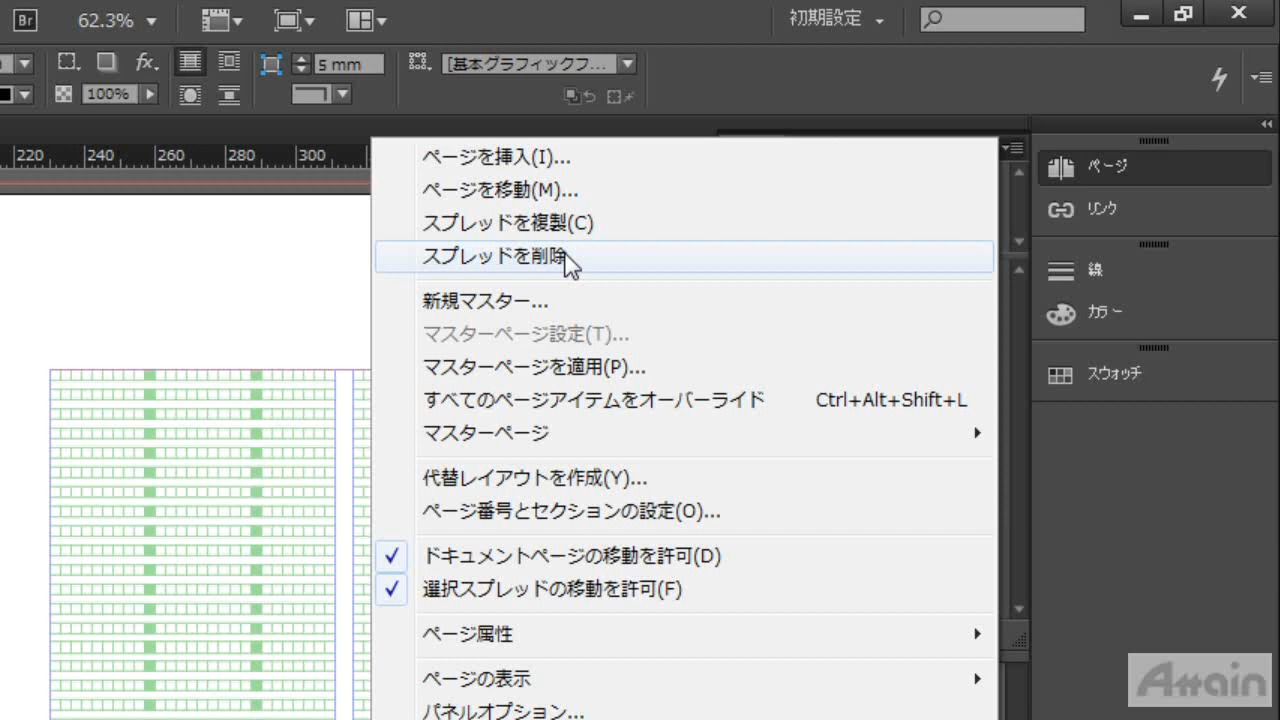 Br
62.3%
初期設定
fx.
5 mm
[基本グラフィックフ...
100%
220 240 260 280 300
ページを挿入(I)...
ページを移動(M)...
スプレッドを複製(C)
スプレッドを削除
新規マスター...
マスターページ設定(T)...
マスターページを適用(P)...
すべてのページアイテムをオーバーライド Ctrl+Alt+Shift+L
マスターページ
代替レイアウトを作成(Y)...
ページ番号とセクションの設定(O)...
ドキュメントページの移動を許可(D)
選択スプレッドの移動を許可(F)
ページ属性
ページの表示
パネルオプション...
ページ
リンク
線
カラー
スウォッチ
Attain